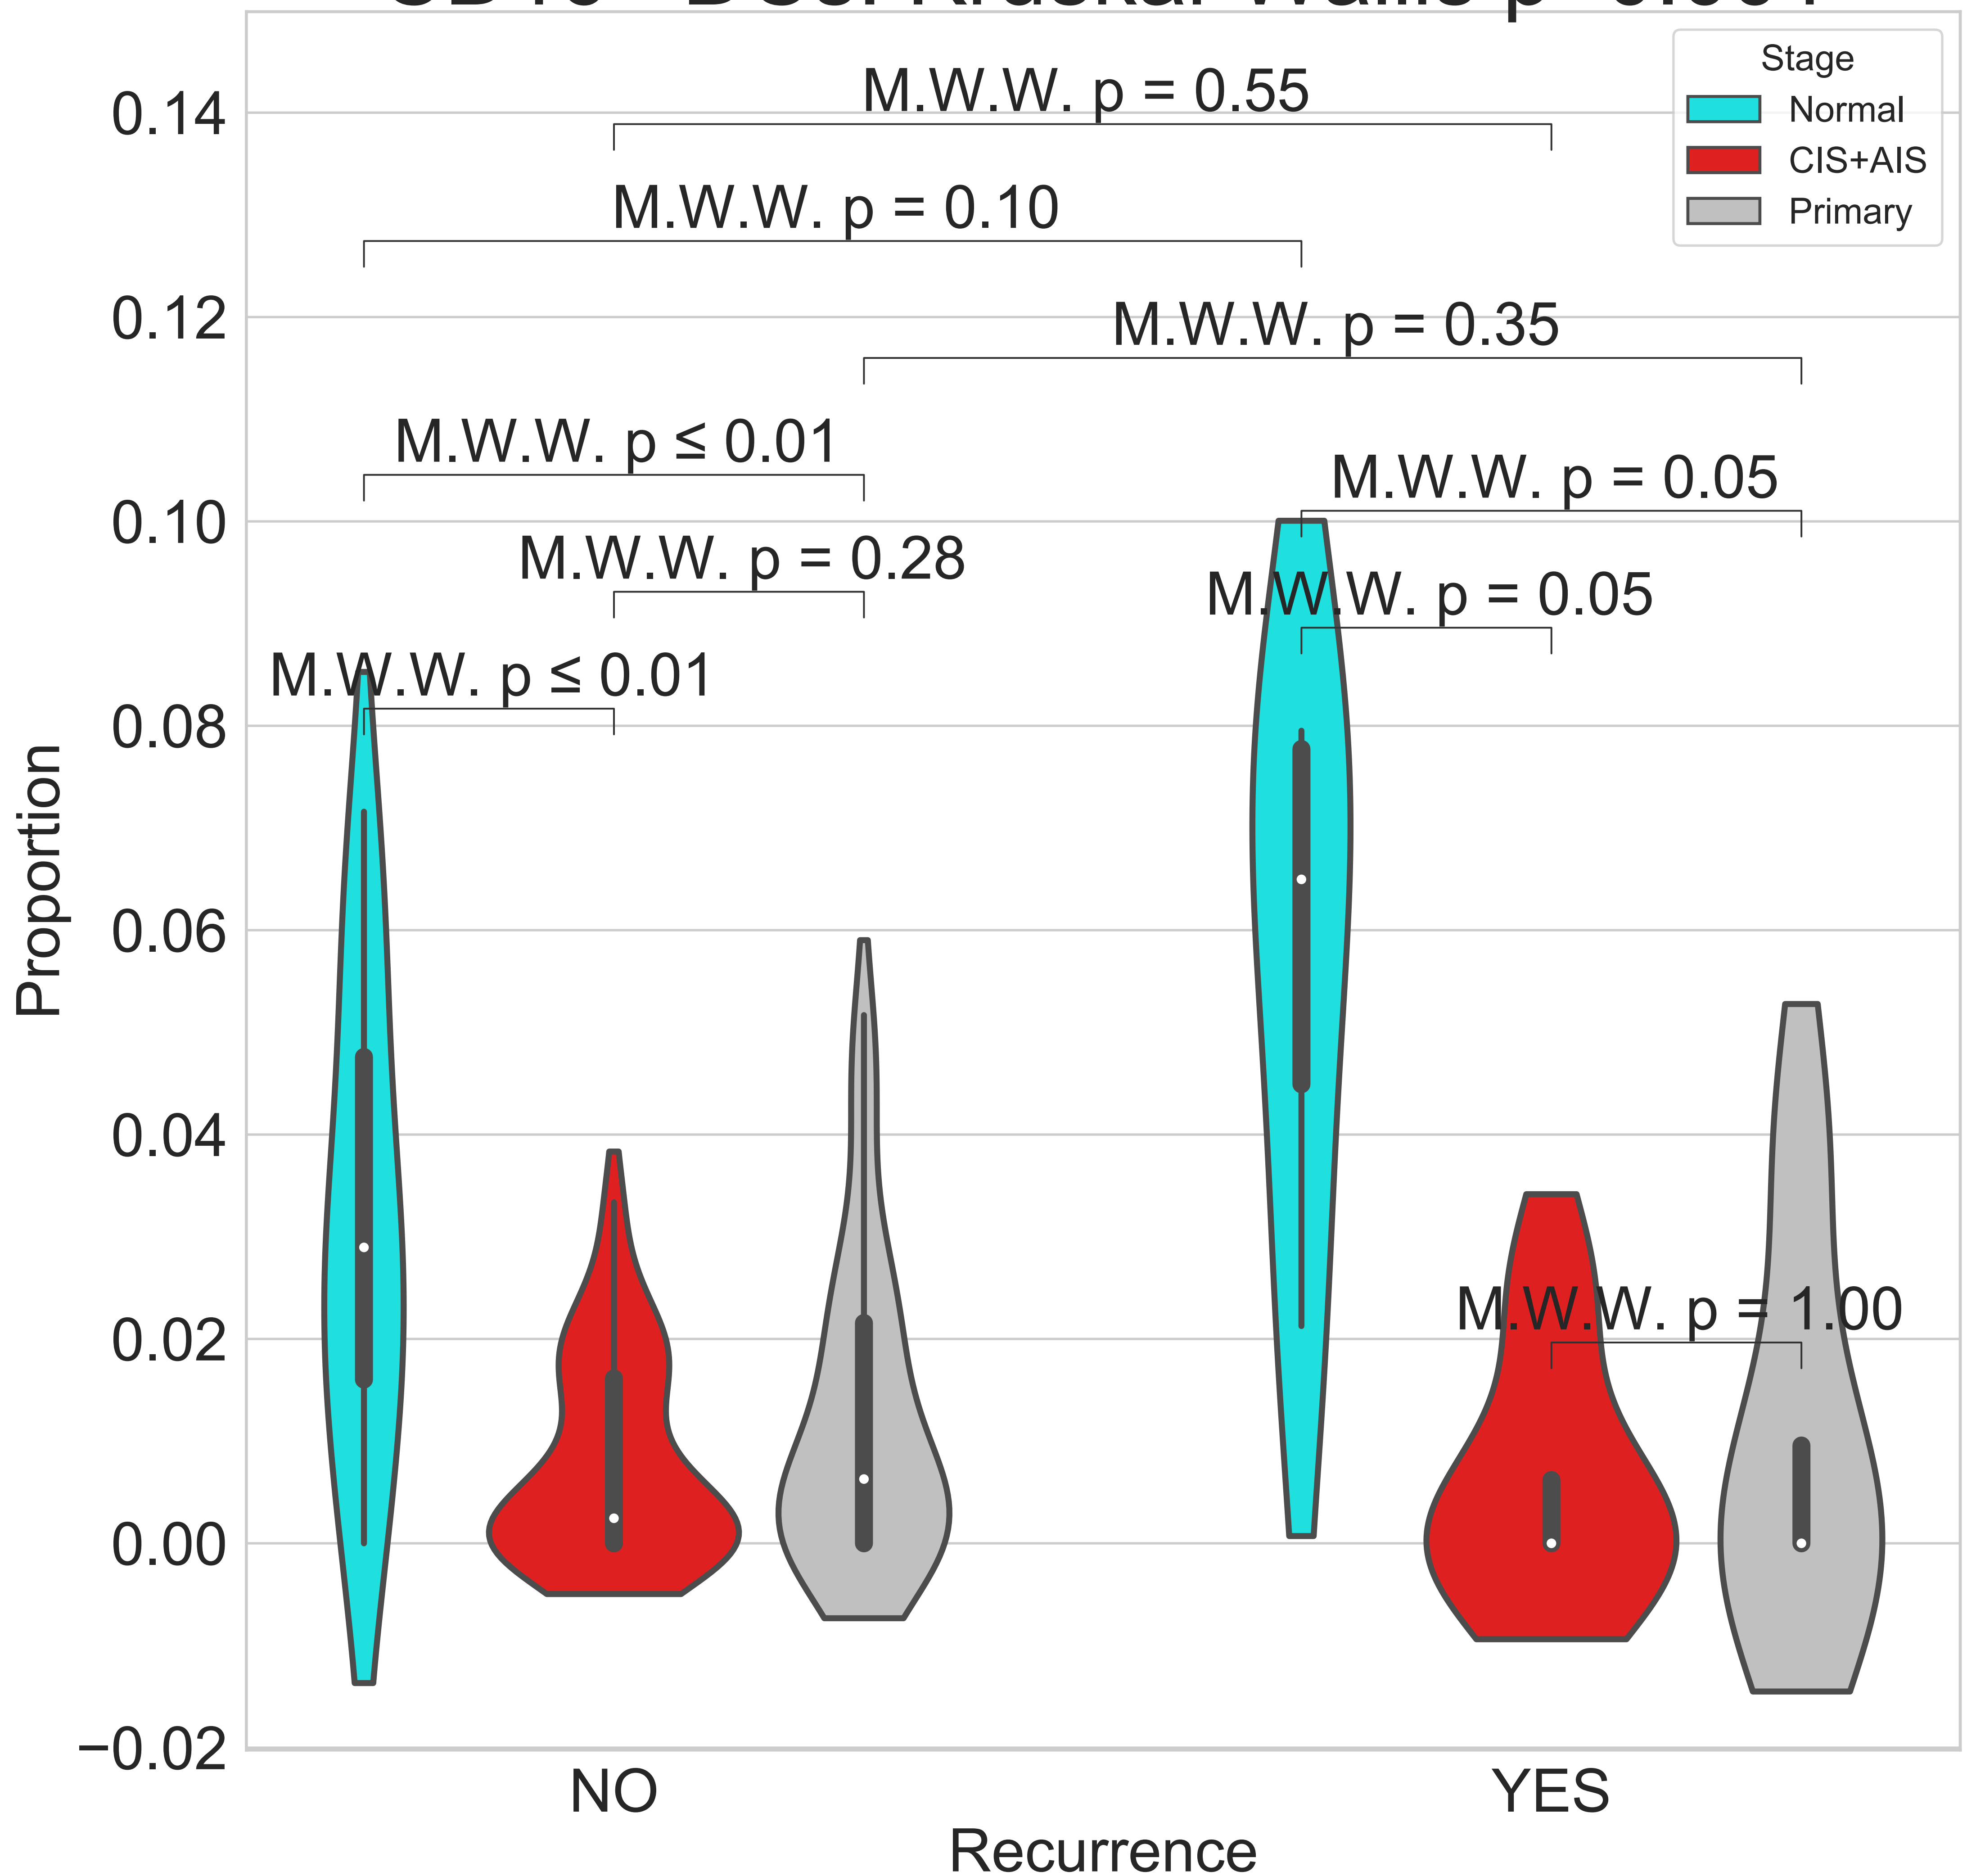 Stage
Normal
CIS+AIS
Primary
M.W.W. p = 0.55
M.W.W. p = 0.10
M.W.W. p = 0.35
M.W.W. p ≤ 0.01
M.W.W. p = 0.05
M.W.W. p = 0.28
M.W.W. p = 0.05
M.W.W. p ≤ 0.01
M.W.W. p = 1.00
0.14
0.12
0.10
0.08
0.06
0.04
0.02
0.00
−0.02
Proportion
NO
YES
Recurrence